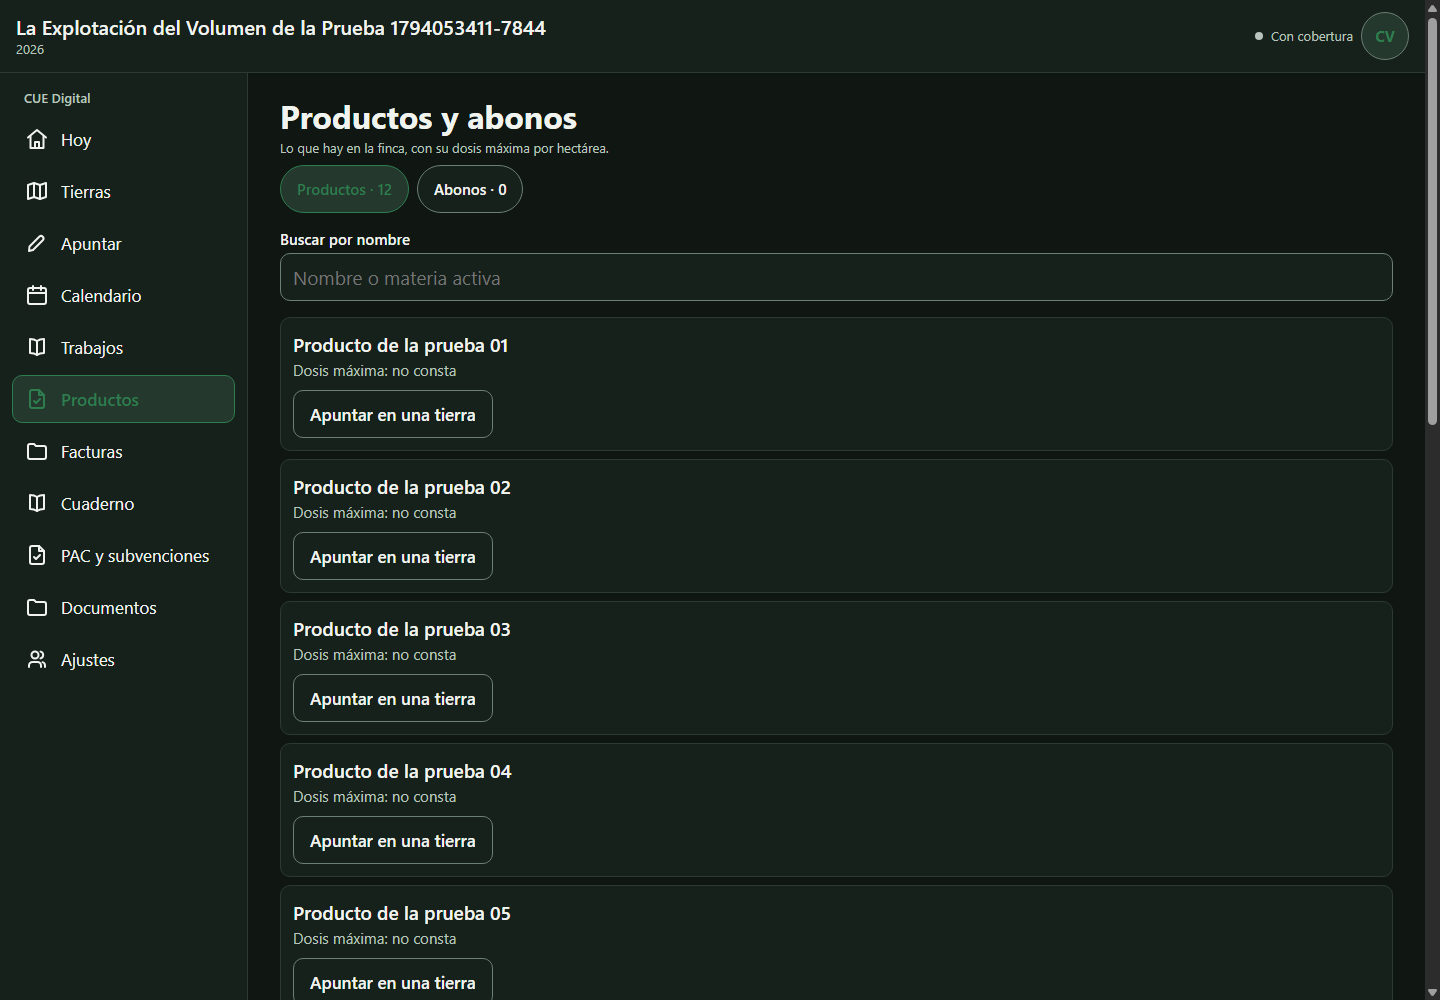 La Explotación del Volumen de la Prueba 1794053411-7844
2026
Con cobertura
CV
CUE Digital
Hoy
Tierras
Apuntar
Calendario
Trabajos
Productos
Facturas
Cuaderno
PAC y subvenciones
Documentos
Ajustes
Productos y abonos
Lo que hay en la finca, con su dosis máxima por hectárea.
Productos · 12
Abonos · 0
Buscar por nombre
Nombre o materia activa
Producto de la prueba 01
Dosis máxima: no consta
Apuntar en una tierra
Producto de la prueba 02
Dosis máxima: no consta
Apuntar en una tierra
Producto de la prueba 03
Dosis máxima: no consta
Apuntar en una tierra
Producto de la prueba 04
Dosis máxima: no consta
Apuntar en una tierra
Producto de la prueba 05
Dosis máxima: no consta
Apuntar en una tierra